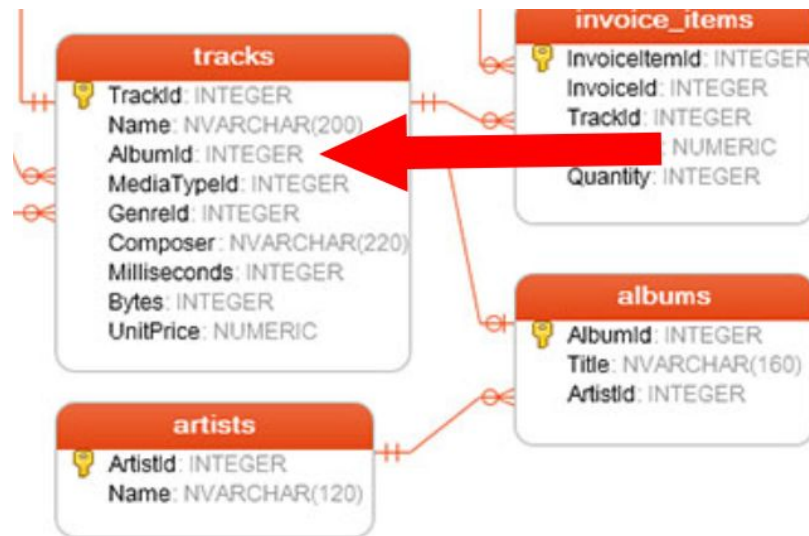 tracks
TrackId: INTEGER
Name: NVARCHAR(200)
AlbumId: INTEGER
MediaTypeId: INTEGER
GenreId: INTEGER
Composer: NVARCHAR(220)
Milliseconds: INTEGER
Bytes: INTEGER
UnitPrice: NUMERIC
invoice_items
InvoiceItemId: INTEGER
InvoiceId: INTEGER
TrackId: INTEGER
: NUMERIC
Quantity: INTEGER
albums
AlbumId: INTEGER
Title: NVARCHAR(160)
ArtistId: INTEGER
artists
ArtistId: INTEGER
Name: NVARCHAR(120)